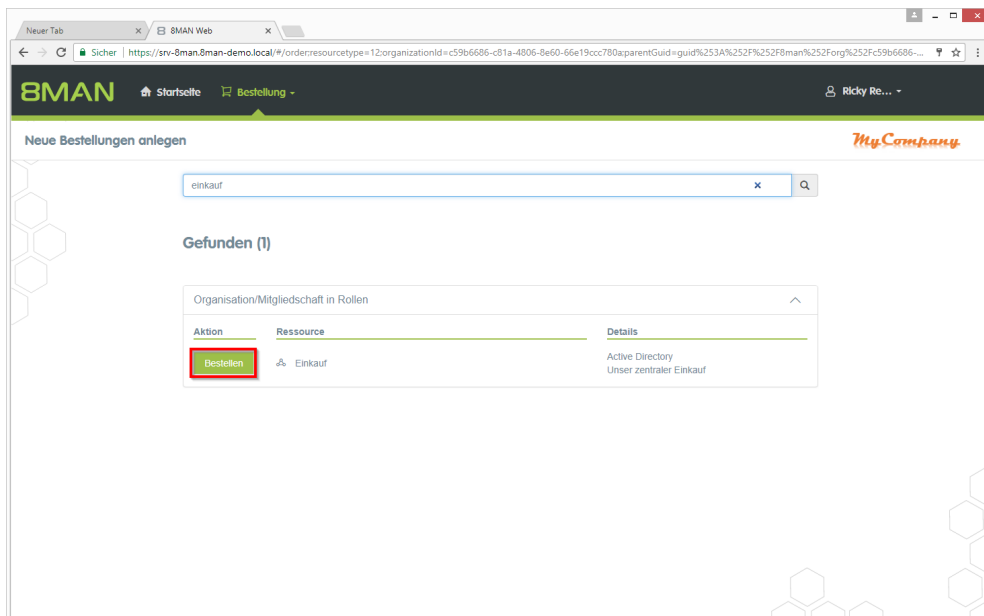 Neuer Tab
8MAN Web
Sicher | https://srv-8man.8man-demo.local/#/order;resourcetype=12;organizationId=c59b6686-c81a-4806-8e60-66e19ccc780a;parentGuid=guid%253A%252F%252F8man%252Forg%252Fc59b6686-...
8MAN
Startseite
Bestellung
Ricky Re...
Neue Bestellungen anlegen
MyCompany
einkauf
Gefunden (1)
Organisation/Mitgliedschaft in Rollen
Aktion Ressource Details
Bestellen Einkauf Active Directory
Unser zentraler Einkauf